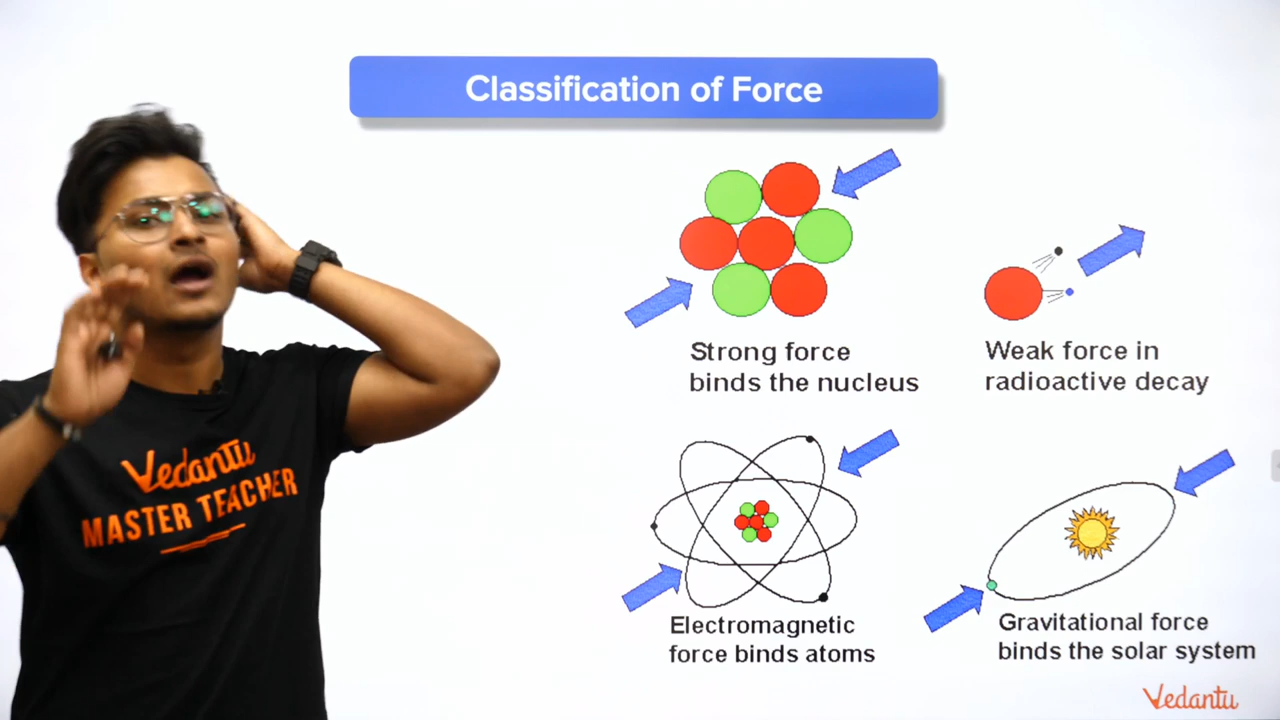 Classification of Force
Strong force
binds the nucleus
Weak force in
radioactive decay
Electromagnetic
force binds atoms
Gravitational force
binds the solar system
Vedantu
MASTER TEACHER
Vedantu